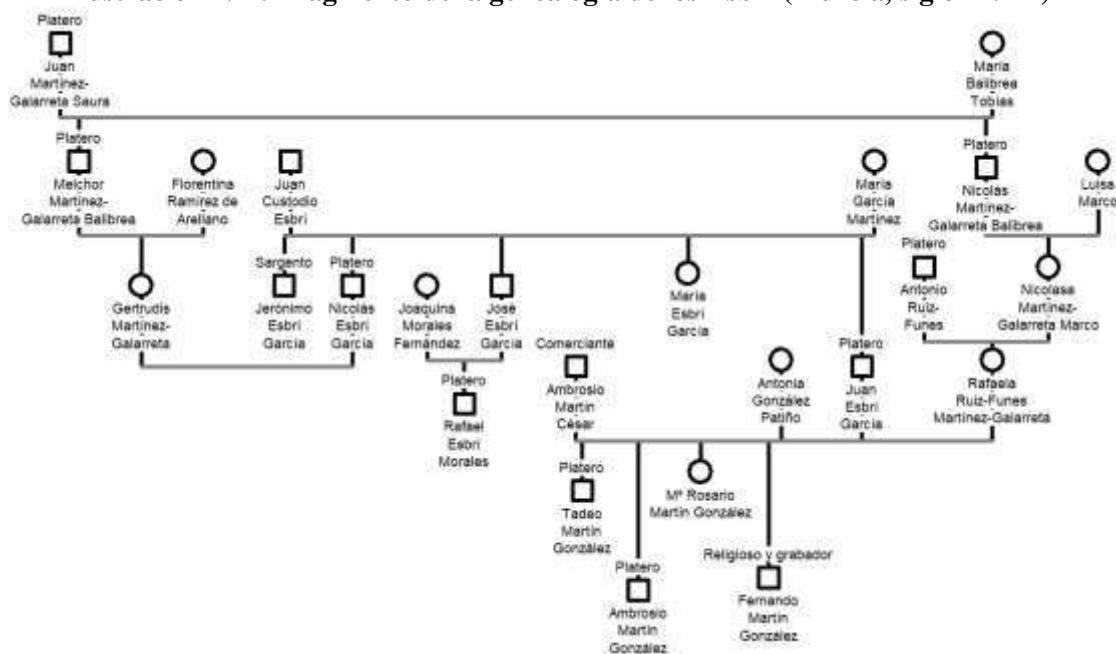 Platero
Juan
Martínez-
Galarreta Saura
María
Balibrea
Tobías
Platero
Melchor
Martínez-
Galarreta Balibrea
Florentina
Ramírez de
Arellano
Juan
Custodio
Esbrí
María
García
Martínez
Platero
Nicolás
Martínez-
Galarreta Balibrea
Luisa
Marco
Gertrudis
Martínez-
Galarreta
Sargento
Jerónimo
Esbrí
García
Platero
Nicolás
Esbrí
García
Joaquina
Morales
Fernández
José
Esbrí
García
María
Esbrí
García
Platero
Antonio
Ruiz-
Funes
Nicolasa
Martínez-
Galarreta Marco
Platero
Rafael
Esbrí
Morales
Comerciante
Ambrosio
Martín
César
Antonia
González
Patiño
Platero
Juan
Esbrí
García
Rafaela
Ruiz-Funes
Martínez-Galarreta
Platero
Tadeo
Martín
González
Mª Rosario
Martín González
Platero
Ambrosio
Martín
González
Religioso y grabador
Fernando
Martín
González